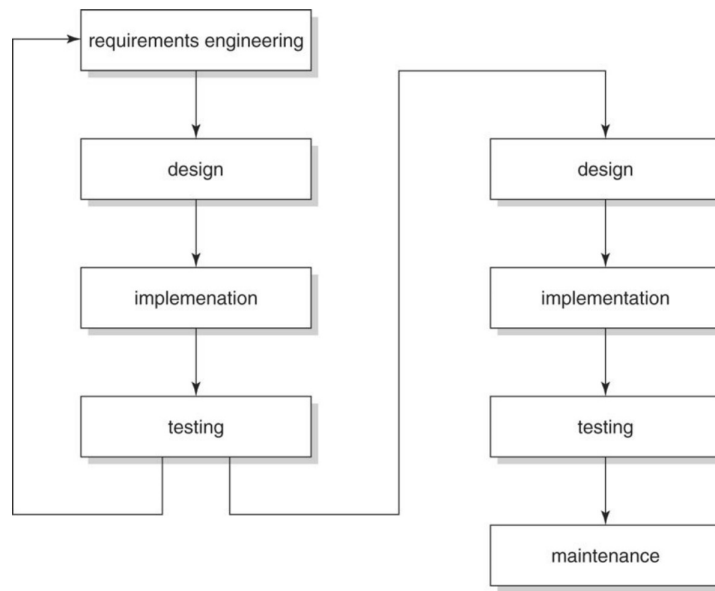 requirements engineering
design
implemenation
testing
design
implementation
testing
maintenance